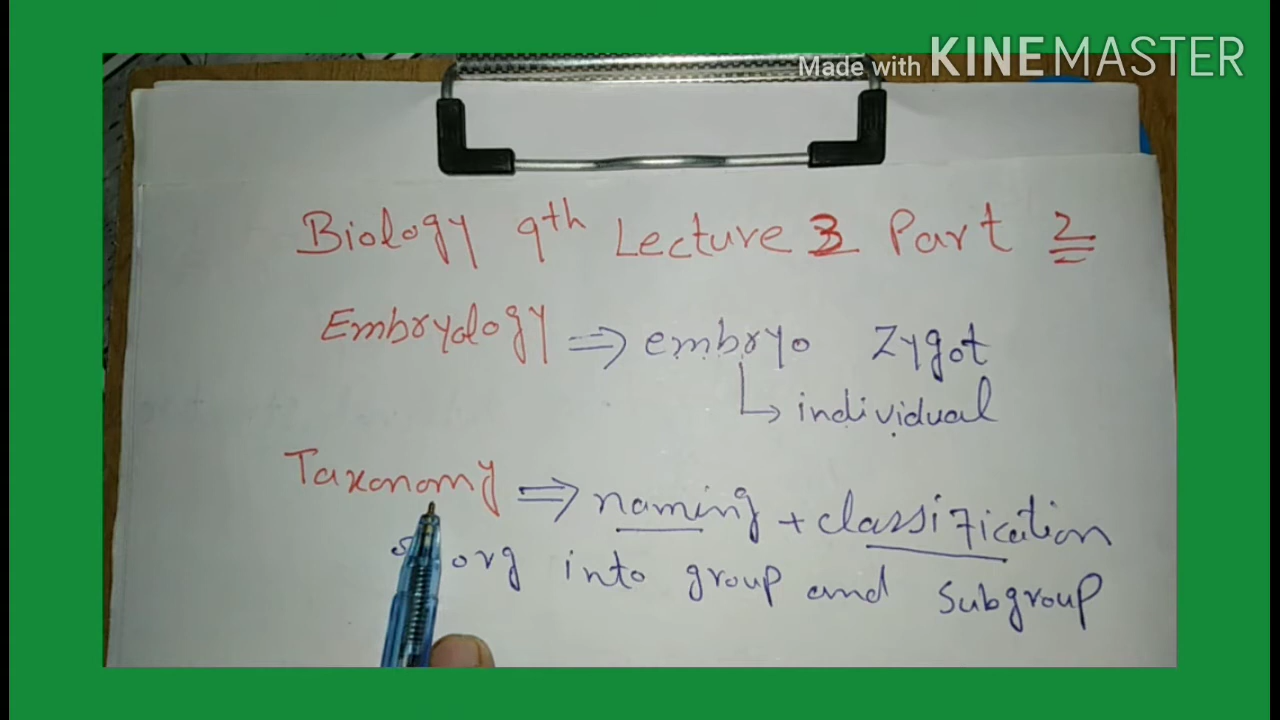 Made with KINEMASTER
Biology 9th Lecture 3 Part 2
Embryology ⇒ embryo Zygot
↳ individual
Taxonomy ⇒ naming + classification
org into group and subgroup